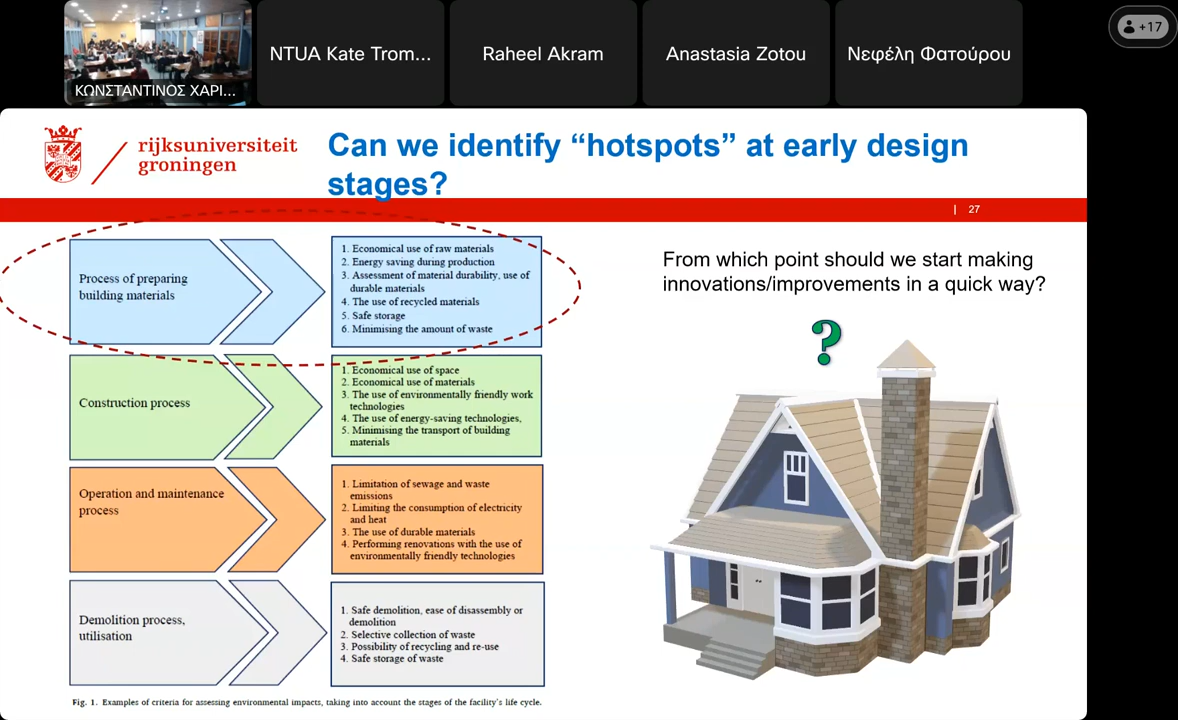 ΚΩΝΣΤΑΝΤΙΝΟΣ ΧΑΡΙ...
NTUA Kate Trom...
Raheel Akram
Anastasia Zotou
Νεφέλη Φατούρου
+17
rijksuniversiteit
groningen
Can we identify “hotspots” at early design
stages?
| 27
Process of preparing
building materials
1. Economical use of raw materials
2. Energy saving during production
3. Assessment of material durability, use of
durable materials
4. The use of recycled materials
5. Safe storage
6. Minimising the amount of waste
Construction process
1. Economical use of space
2. Economical use of materials
3. The use of environmentally friendly work
technologies
4. The use of energy-saving technologies,
5. Minimising the transport of building
materials
Operation and maintenance
process
1. Limitation of sewage and waste
emissions
2. Limiting the consumption of electricity
and heat
3. The use of durable materials
4. Performing renovations with the use of
environmentally friendly technologies
Demolition process,
utilisation
1. Safe demolition, ease of disassembly or
demolition
2. Selective collection of waste
3. Possibility of recycling and re-use
4. Safe storage of waste
Fig. 1. Examples of criteria for assessing environmental impacts, taking into account the stages of the facility's life cycle.
From which point should we start making
innovations/improvements in a quick way?
?